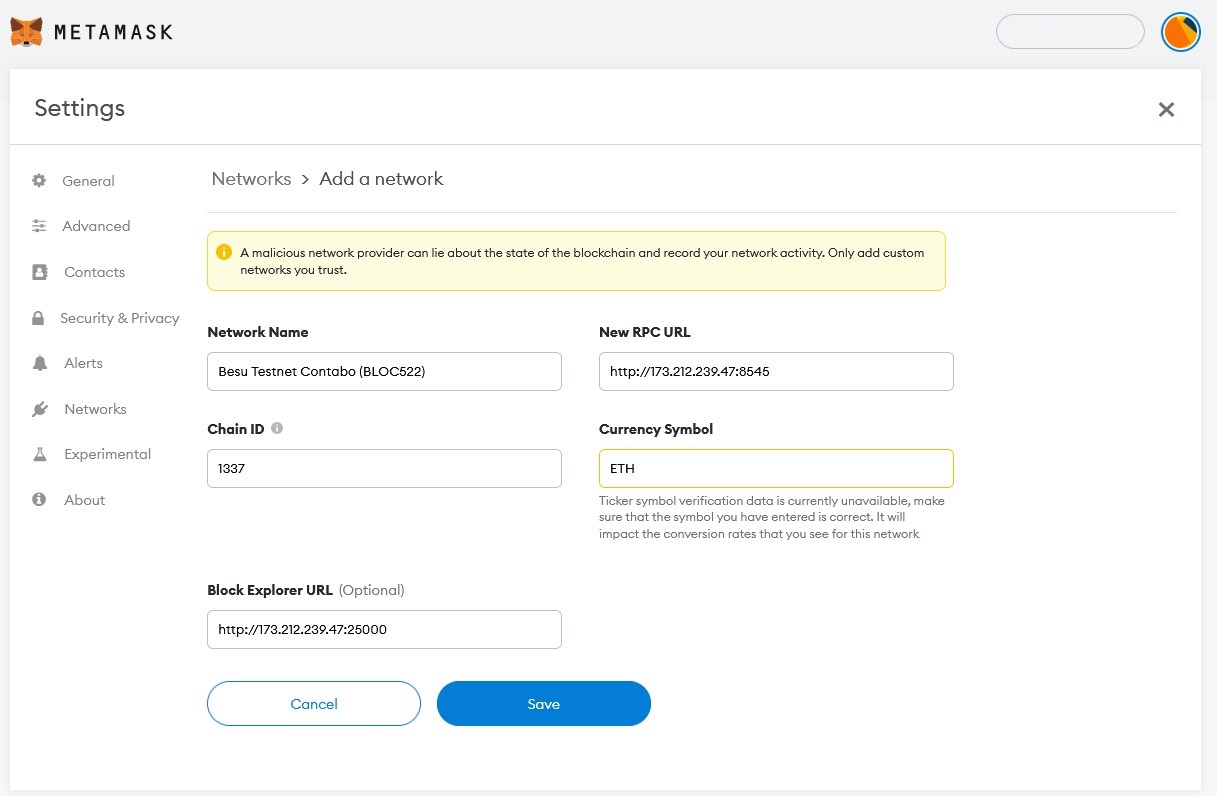 METAMASK
Settings
General
Advanced
Contacts
Security & Privacy
Alerts
Networks
Experimental
About
Networks > Add a network
A malicious network provider can lie about the state of the blockchain and record your network activity. Only add custom
networks you trust.
Network Name
Besu Testnet Contabo (BLOC522)
New RPC URL
http://173.212.239.47:8545
Chain ID
1337
Currency Symbol
ETH
Ticker symbol verification data is currently unavailable, make
sure that the symbol you have entered is correct. It will
impact the conversion rates that you see for this network
Block Explorer URL (Optional)
http://173.212.239.47:25000
Cancel
Save